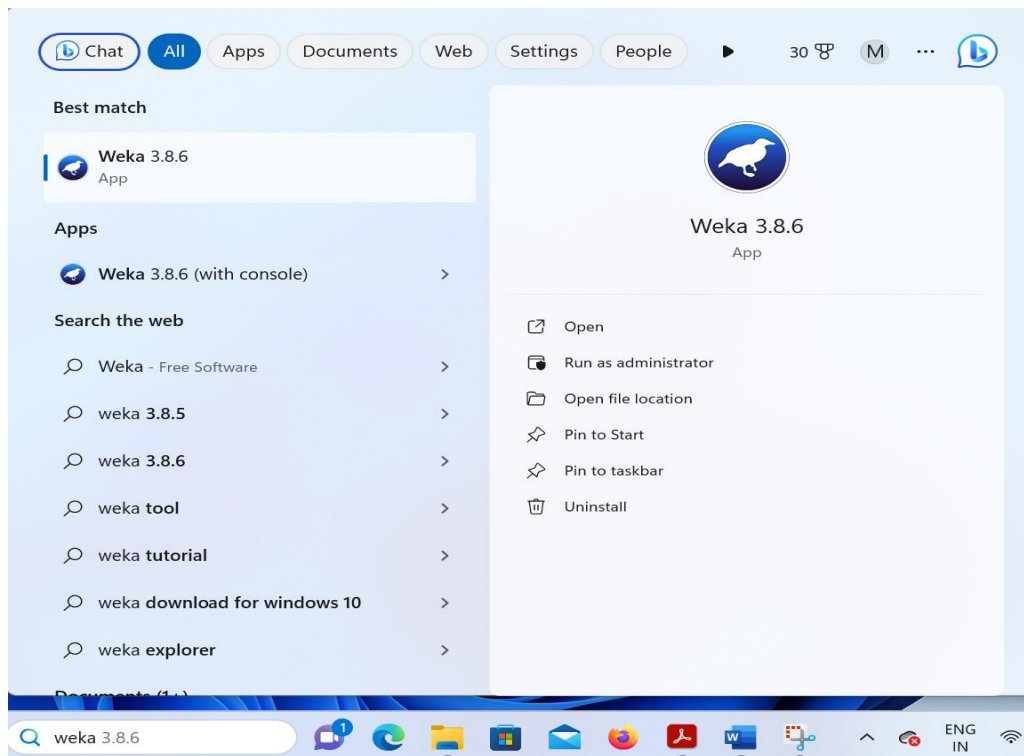 Chat All Apps Documents Web Settings People 30 M ...
Best match
Weka 3.8.6
App
Apps
Weka 3.8.6 (with console)
Search the web
Weka - Free Software
weka 3.8.5
weka 3.8.6
weka tool
weka tutorial
weka download for windows 10
weka explorer
Documents (1+)
Weka 3.8.6
App
Open
Run as administrator
Open file location
Pin to Start
Pin to taskbar
Uninstall
weka 3.8.6
1
W
ENG
IN